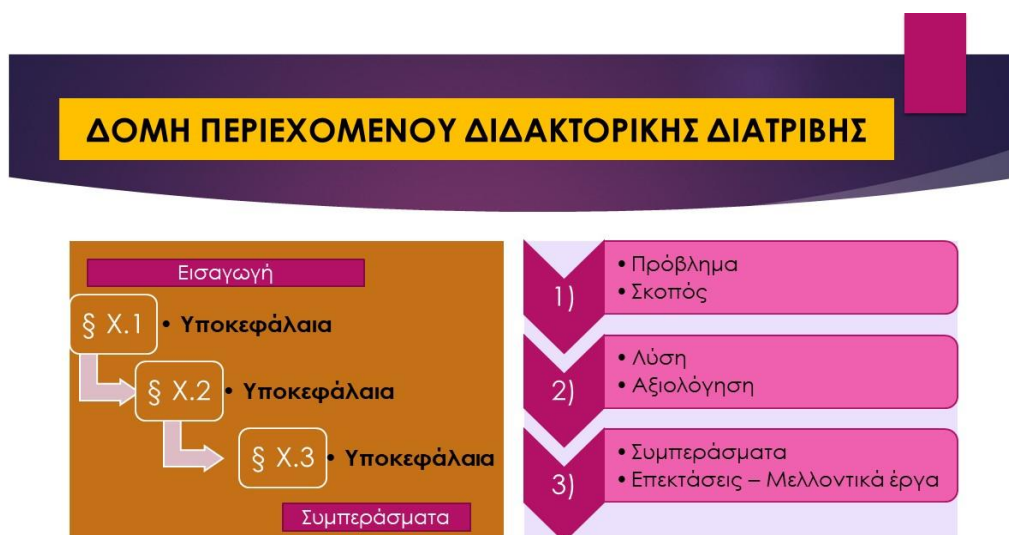 ΔΟΜΗ ΠΕΡΙΕΧΟΜΕΝΟΥ ΔΙΔΑΚΤΟΡΙΚΗΣ ΔΙΑΤΡΙΒΗΣ
Εισαγωγή
§ Χ.1 • Υποκεφάλαια
§ Χ.2 • Υποκεφάλαια
§ Χ.3 • Υποκεφάλαια
Συμπεράσματα
1)
• Πρόβλημα
• Σκοπός
2)
• Λύση
• Αξιολόγηση
3)
• Συμπεράσματα
• Επεκτάσεις – Μελλοντικά έργα